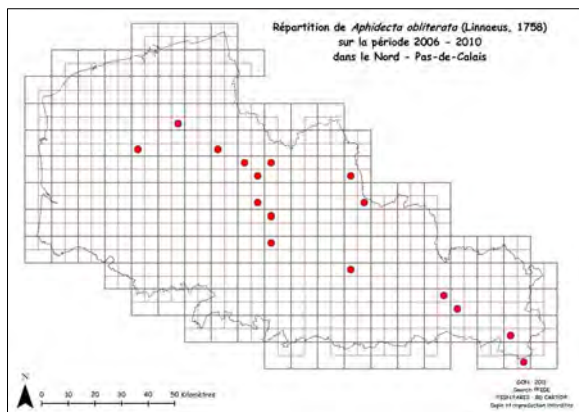 Répartition de Aphidecta obliterata (Linnaeus, 1758)
sur la période 2006 - 2010
dans le Nord - Pas-de-Calais
N
0 10 20 30 40 50 Kilomètres
GON - 2011